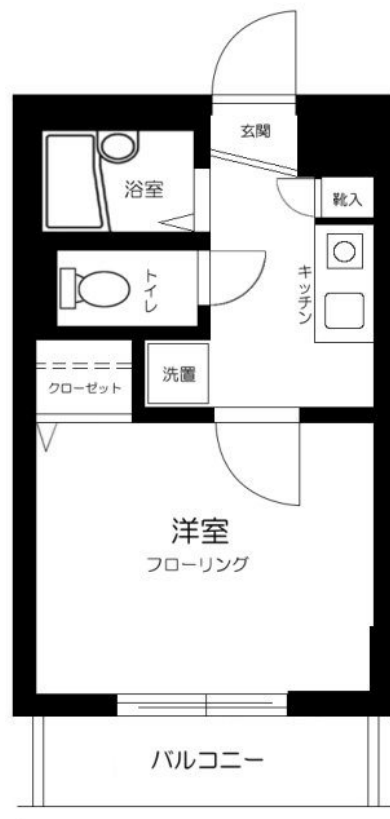 玄関
浴室
靴入
トイレ
キッチン
クローゼット
洗置
洋室
フローリング
バルコニー